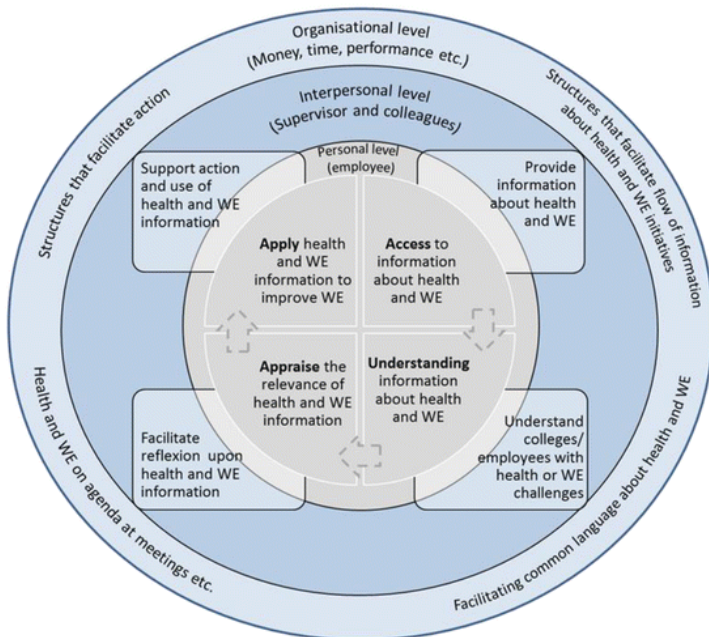 Organisational level
(Money, time, performance etc.)
Structures that facilitate action
Structures that facilitate flow of information
about health and WE initiatives
Interpersonal level
(Supervisor and colleagues)
Personal level
(employee)
Support action
and use of
health and WE
information
Provide
information
about health
and WE
Apply health
and WE
information to
improve WE
Access to
information
about health
and WE
Appraise the
relevance of
health and WE
information
Understanding
information
about health
and WE
Facilitate
reflexion upon
health and WE
information
Understand
colleges/
employees with
health or WE
challenges
Health and WE on agenda at meetings etc.
Facilitating common language about health and WE